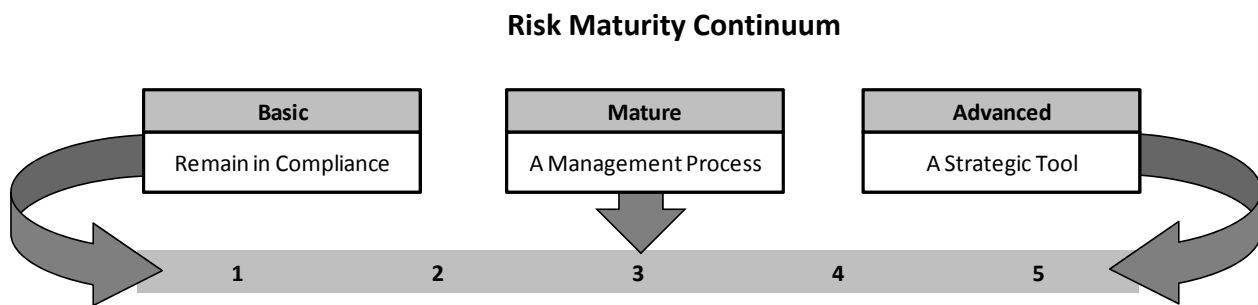 Risk Maturity Continuum
Basic
Remain in Compliance
Mature
A Management Process
Advanced
A Strategic Tool
1 2 3 4 5